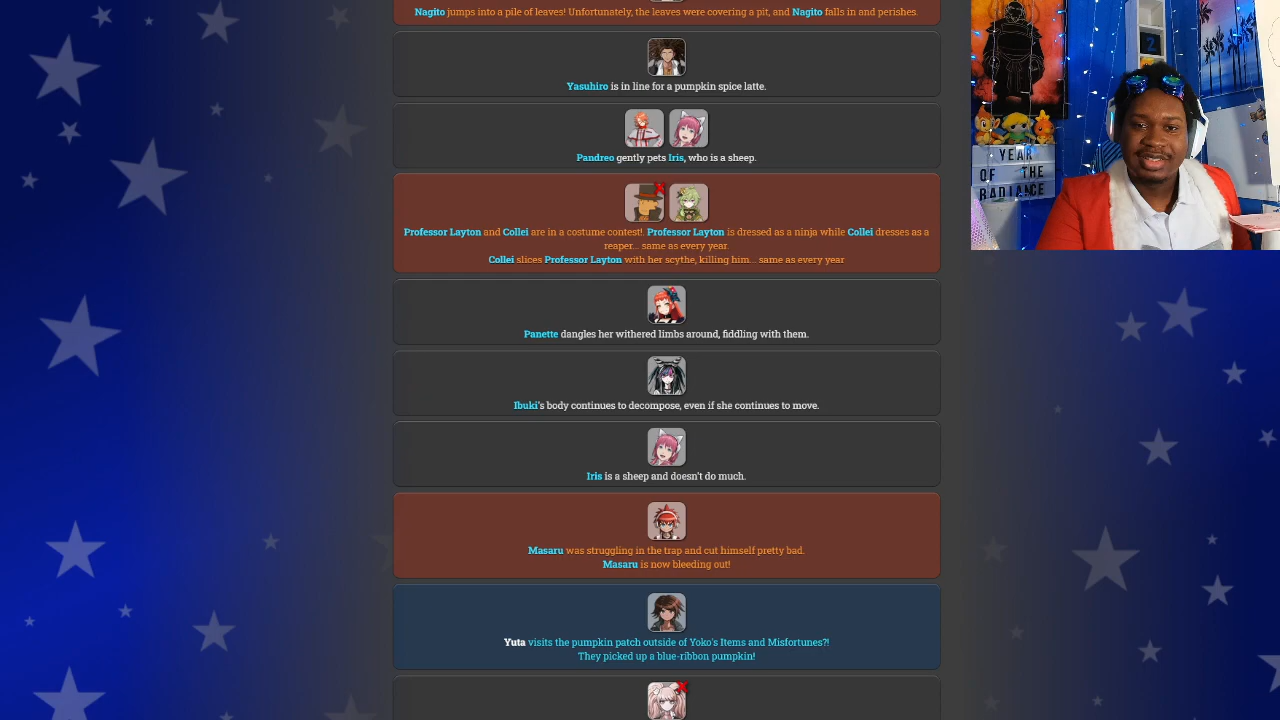 Nagito jumps into a pile of leaves! Unfortunately, the leaves were covering a pit, and Nagito falls in and perishes.
Yasuhiro is in line for a pumpkin spice latte.
Pandreo gently pets Iris, who is a sheep.
Professor Layton and Collei are in a costume contest!. Professor Layton is dressed as a ninja while Collei dresses as a
reaper... same as every year.
Collei slices Professor Layton with her scythe, killing him... same as every year
Panette dangles her withered limbs around, fiddling with them.
Ibuki's body continues to decompose, even if she continues to move.
Iris is a sheep and doesn't do much.
Masaru was struggling in the trap and cut himself pretty bad.
Masaru is now bleeding out!
Yuta visits the pumpkin patch outside of Yoko's Items and Misfortunes?!
They picked up a blue-ribbon pumpkin!
2
YEAR
OF THE
RADIANCE